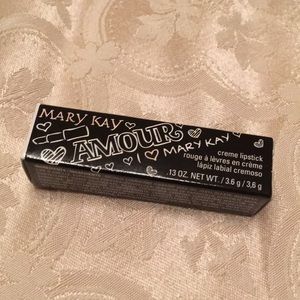 MARY KAY
AMOUR
MARY KAY
creme lipstick
rouge à lèvres en crème
lápiz labial cremoso
.13 OZ. NET WT. / 3.6 g / 3,6 g